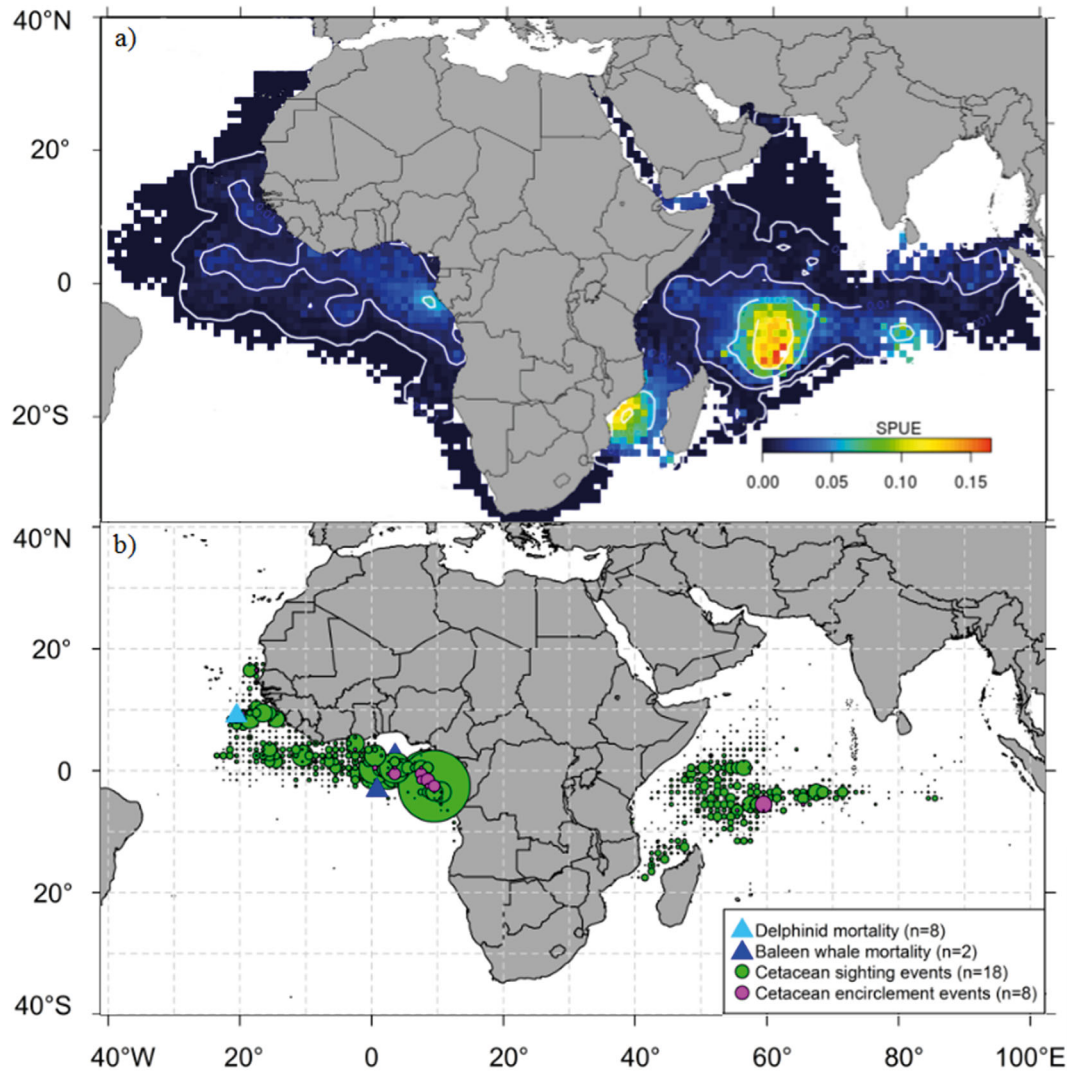 a)
40°N
20°
0
20°S
SPUE
0.00 0.05 0.10 0.15
b)
40°N
20°
0
20°
40°S
Delphinid mortality (n=8)
Baleen whale mortality (n=2)
Cetacean sighting events (n=18)
Cetacean encirclement events (n=8)
40°W 20° 0 20° 40° 60° 80° 100°E